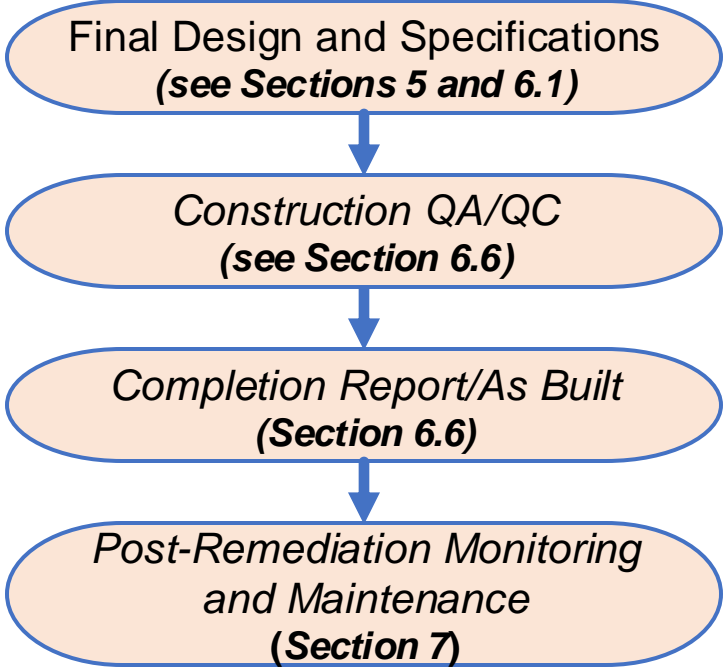 Final Design and Specifications
(see Sections 5 and 6.1)
Construction QA/QC
(see Section 6.6)
Completion Report/As Built
(Section 6.6)
Post-Remediation Monitoring
and Maintenance
(Section 7)